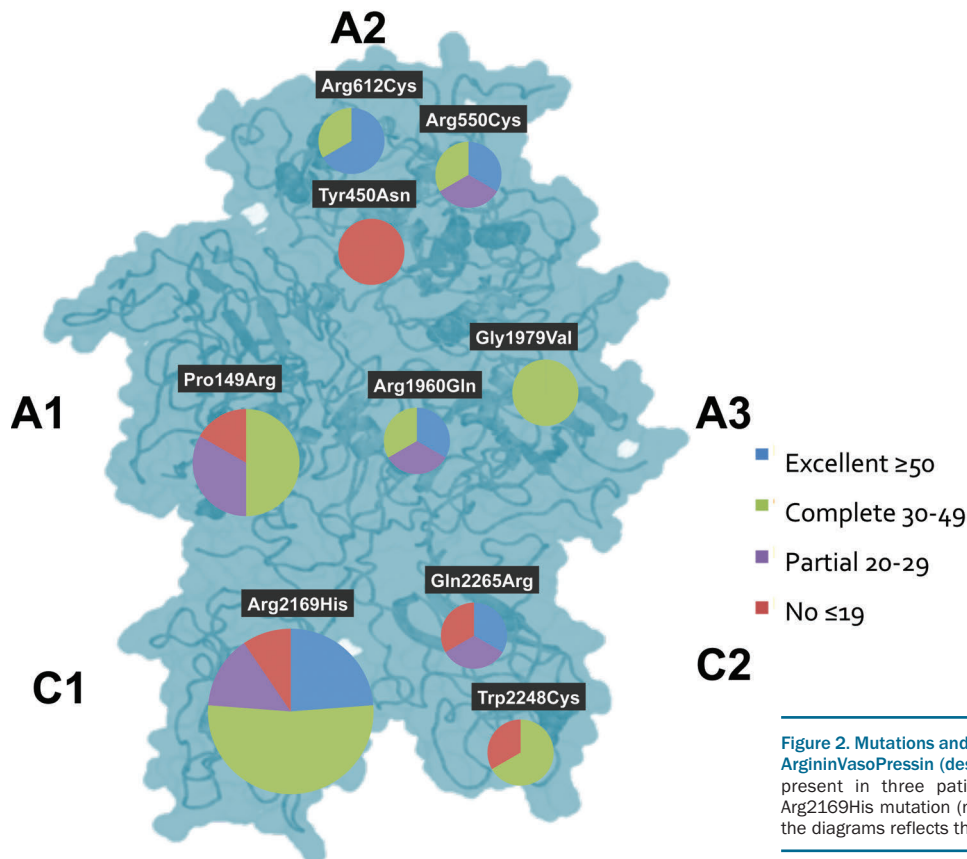 A2
Arg612Cys
Arg550Cys
Tyr450Asn
Gly1979Val
Pro149Arg
Arg1960Gln
A1
A3
Excellent ≥50
Complete 30-49
Partial 20-29
No ≤19
Gln2265Arg
Arg2169His
C1
C2
Trp2248Cys
Figure 2. Mutations and
ArgininVasoPressin (des
present in three pati
Arg2169His mutation (
the diagrams reflects th